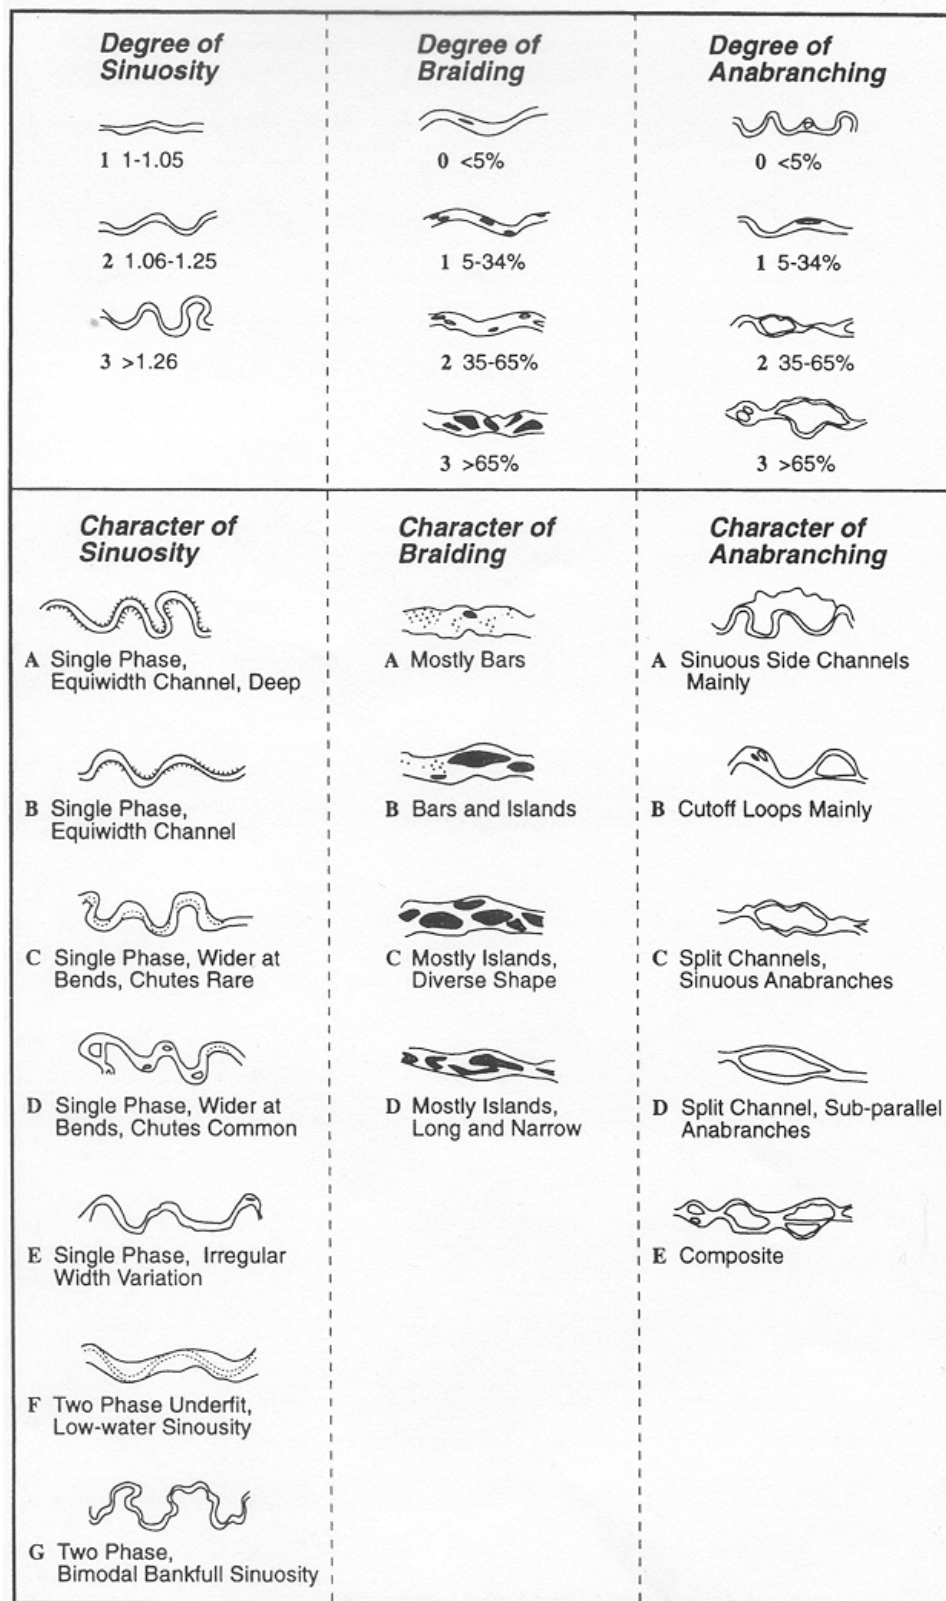 Degree of
Sinuosity
1 1-1.05
2 1.06-1.25
3 >1.26
Degree of
Braiding
0 <5%
1 5-34%
2 35-65%
3 >65%
Degree of
Anabranching
0 <5%
1 5-34%
2 35-65%
3 >65%
Character of
Sinuosity
A Single Phase,
Equiwidth Channel, Deep
B Single Phase,
Equiwidth Channel
C Single Phase, Wider at
Bends, Chutes Rare
D Single Phase, Wider at
Bends, Chutes Common
E Single Phase, Irregular
Width Variation
F Two Phase Underfit,
Low-water Sinousity
G Two Phase,
Bimodal Bankfull Sinuosity
Character of
Braiding
A Mostly Bars
B Bars and Islands
C Mostly Islands,
Diverse Shape
D Mostly Islands,
Long and Narrow
Character of
Anabranching
A Sinuous Side Channels
Mainly
B Cutoff Loops Mainly
C Split Channels,
Sinuous Anabranches
D Split Channel, Sub-parallel
Anabranches
E Composite